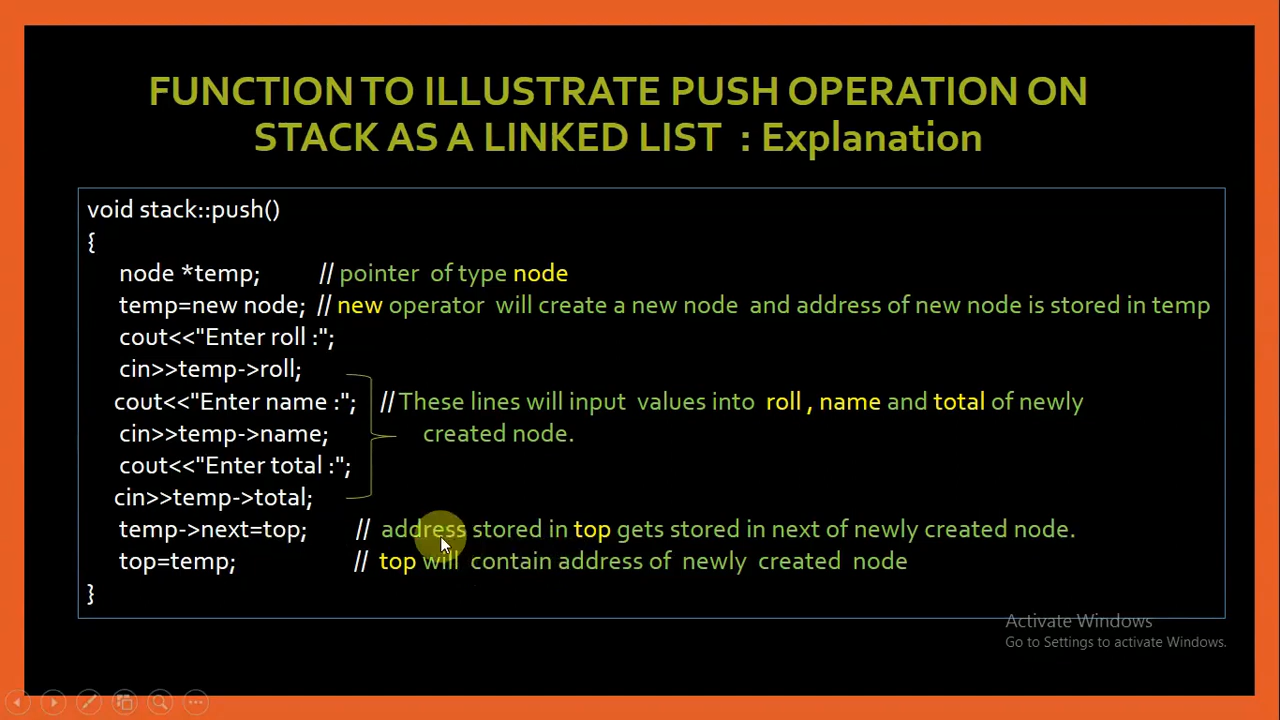 FUNCTION TO ILLUSTRATE PUSH OPERATION ON
STACK AS A LINKED LIST : Explanation
void stack::push()
{
node *temp; // pointer of type node
temp=new node; // new operator will create a new node and address of new node is stored in temp
cout<<"Enter roll :";
cin>>temp->roll;
cout<<"Enter name :"; // These lines will input values into roll , name and total of newly
cin>>temp->name; created node.
cout<<"Enter total :";
cin>>temp->total;
temp->next=top; // address stored in top gets stored in next of newly created node.
top=temp; // top will contain address of newly created node
}
Activate Windows
Go to Settings to activate Windows.